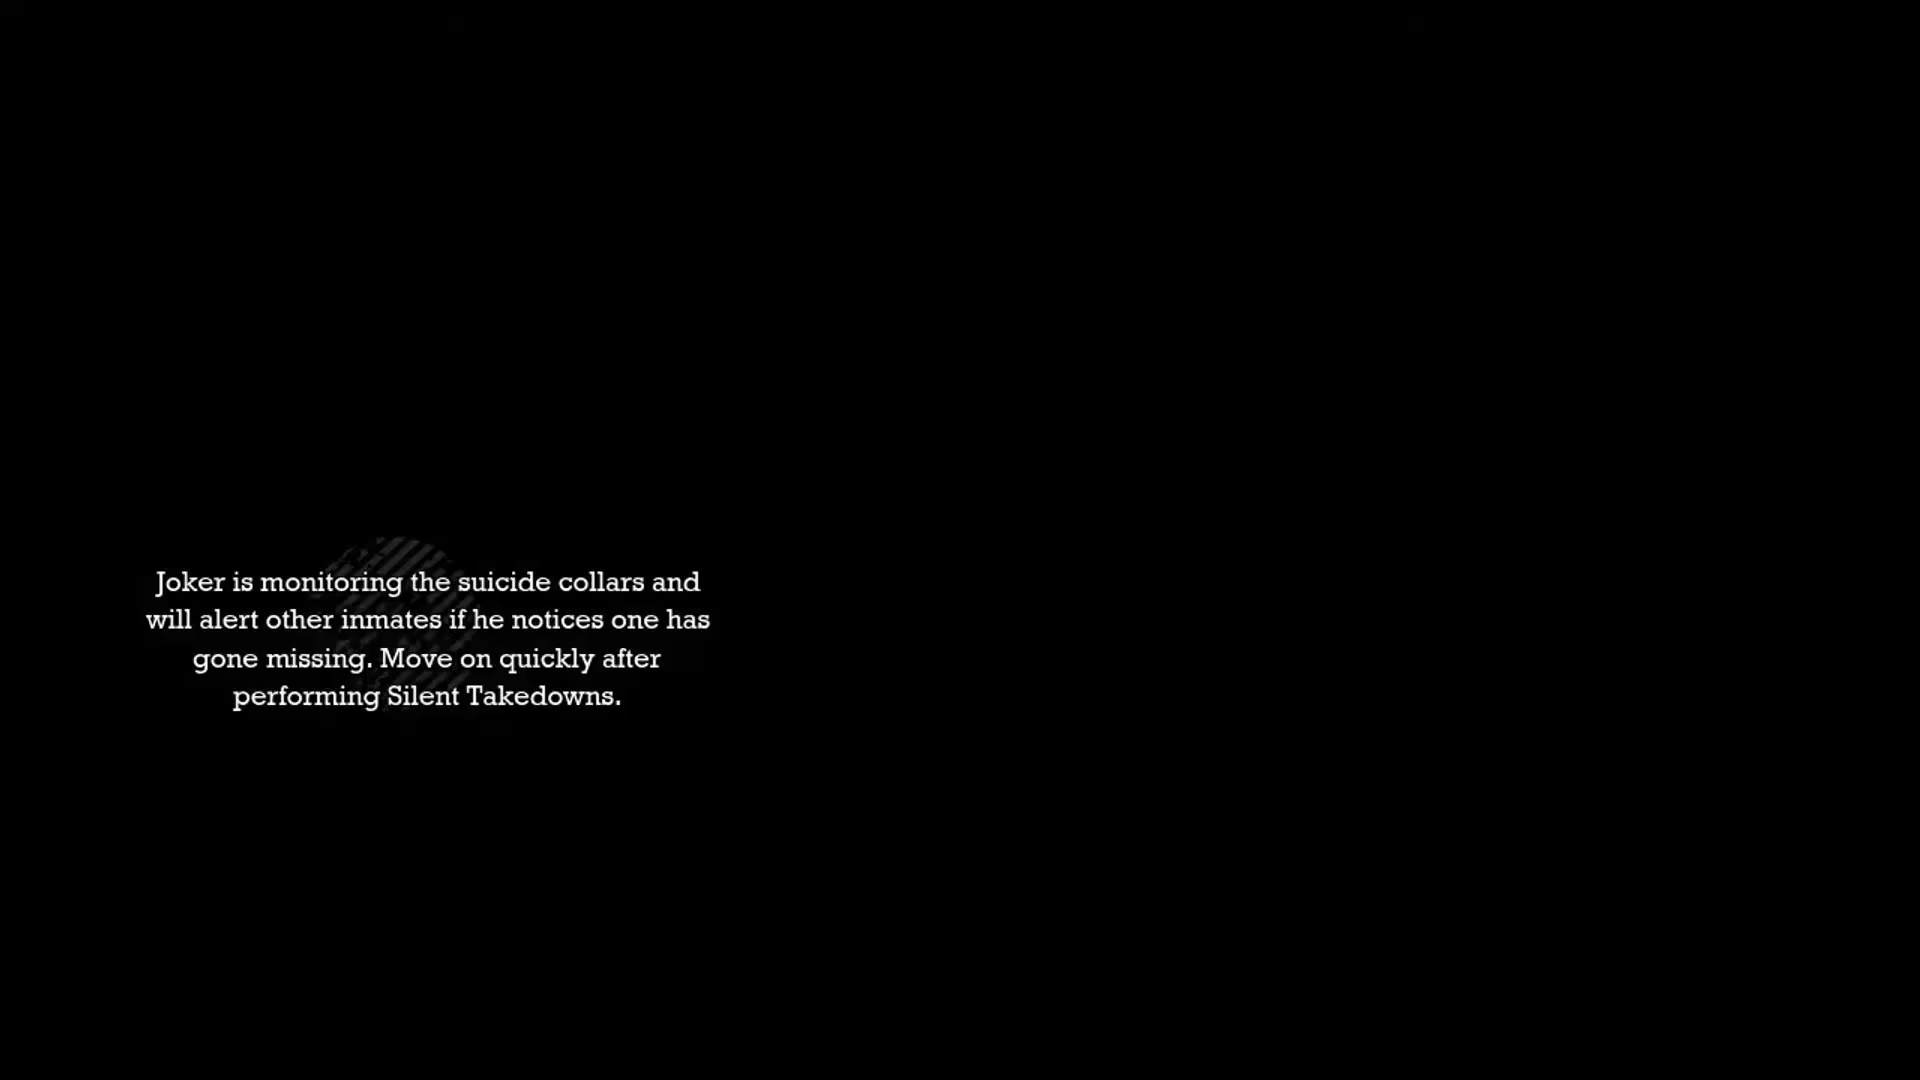 Joker is monitoring the suicide collars and
will alert other inmates if he notices one has
gone missing. Move on quickly after
performing Silent Takedowns.